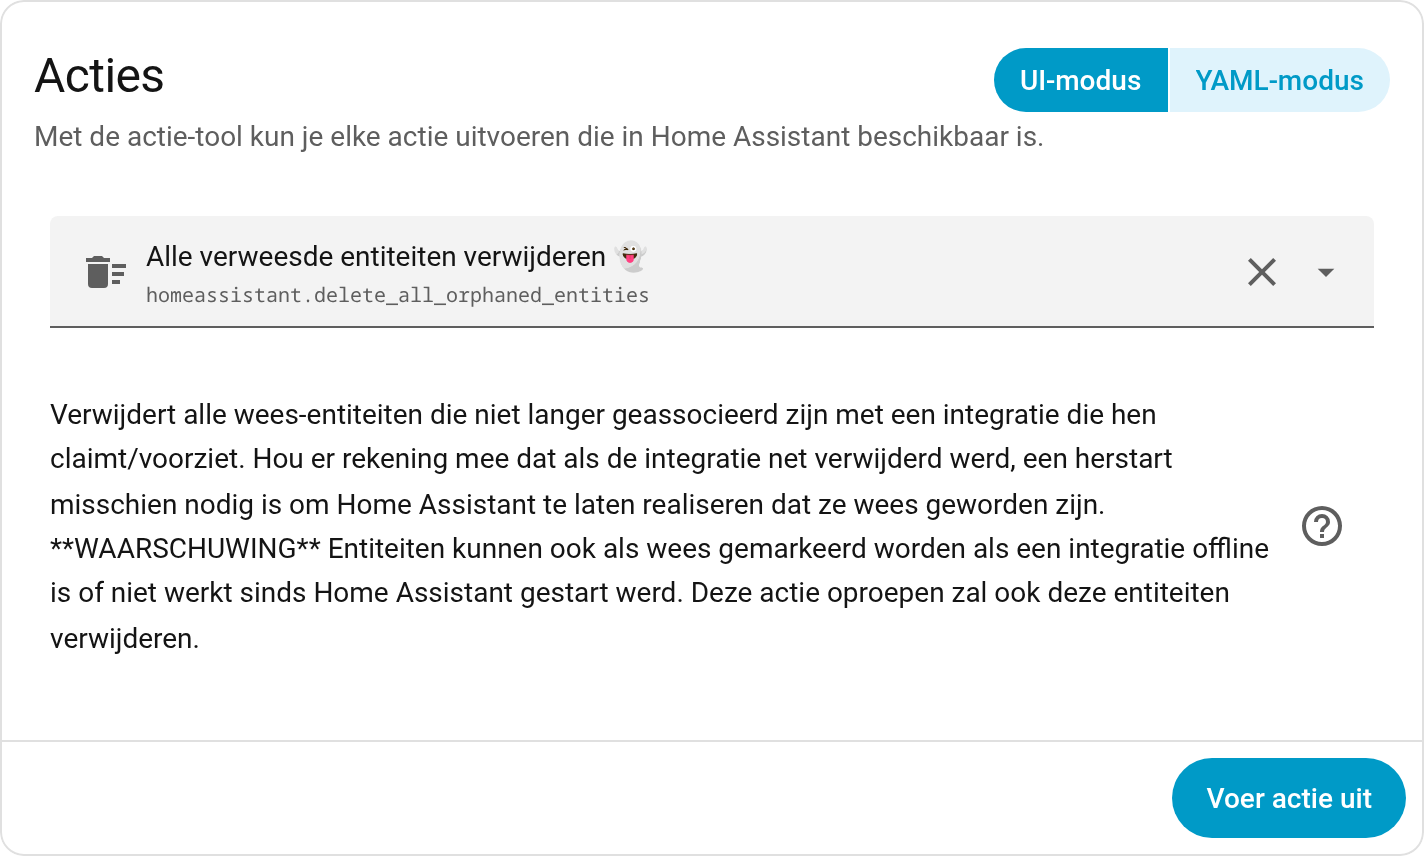 Acties
UI-modus
YAML-modus
Met de actie-tool kun je elke actie uitvoeren die in Home Assistant beschikbaar is.
Alle verweesde entiteiten verwijderen 👻
homeassistant.delete_all_orphaned_entities
Verwijdert alle wees-entiteiten die niet langer geassocieerd zijn met een integratie die hen
claimt/voorziet. Hou er rekening mee dat als de integratie net verwijderd werd, een herstart
misschien nodig is om Home Assistant te laten realiseren dat ze wees geworden zijn.
**WAARSCHUWING** Entiteiten kunnen ook als wees gemarkeerd worden als een integratie offline
is of niet werkt sinds Home Assistant gestart werd. Deze actie oproepen zal ook deze entiteiten
verwijderen.
Voer actie uit